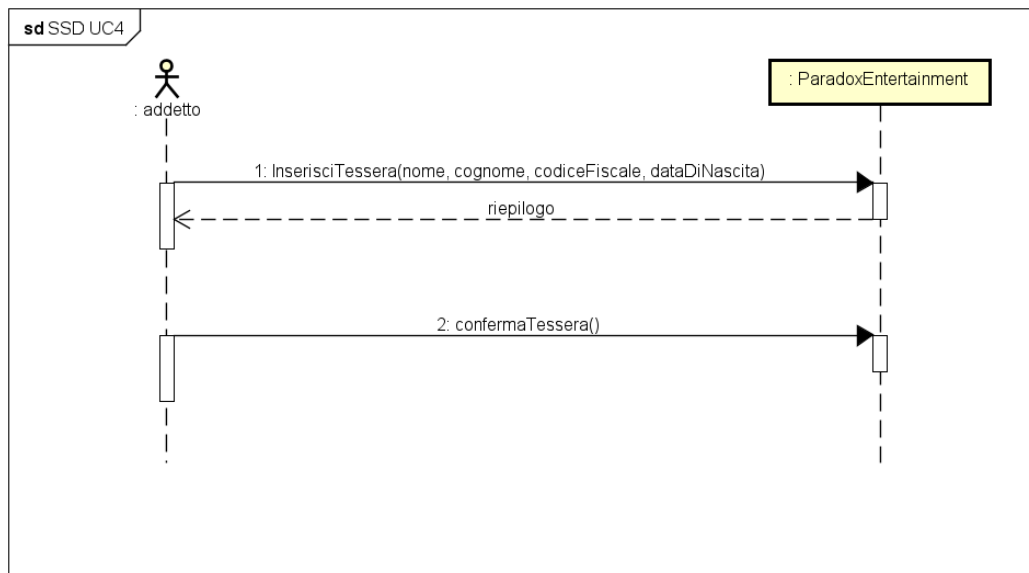 sd SSD UC4
: addetto
: ParadoxEntertainment
1: InserisciTessera(nome, cognome, codiceFiscale, dataDiNascita)
riepilogo
2: confermaTessera()